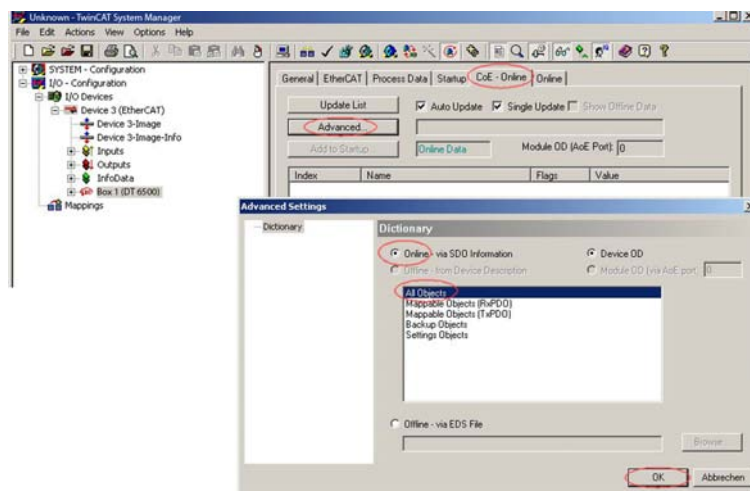 Unknown - TwinCAT System Manager
File Edit Actions View Options Help
SYSTEM - Configuration
I/O - Configuration
I/O Devices
Device 3 (EtherCAT)
Device 3-Image
Device 3-Image-Info
Inputs
Outputs
InfoData
Box 1 (DT 6500)
Mappings
General EtherCAT Process Data Startup CoE - Online Online
Update List Auto Update Single Update Show Offline Data
Advanced...
Add to Startup... Online Data Module OD (AoE Port): 0
Index Name Flags Value
Advanced Settings
Dictionary
Dictionary
Online - via SDO Information Device OD
Offline - from Device Description Module OD (via AoE port) 0
All Objects
Mappable Objects (RxPDO)
Mappable Objects (TxPDO)
Backup Objects
Settings Objects
Offline - via EDS File
Browse...
OK Abbrechen